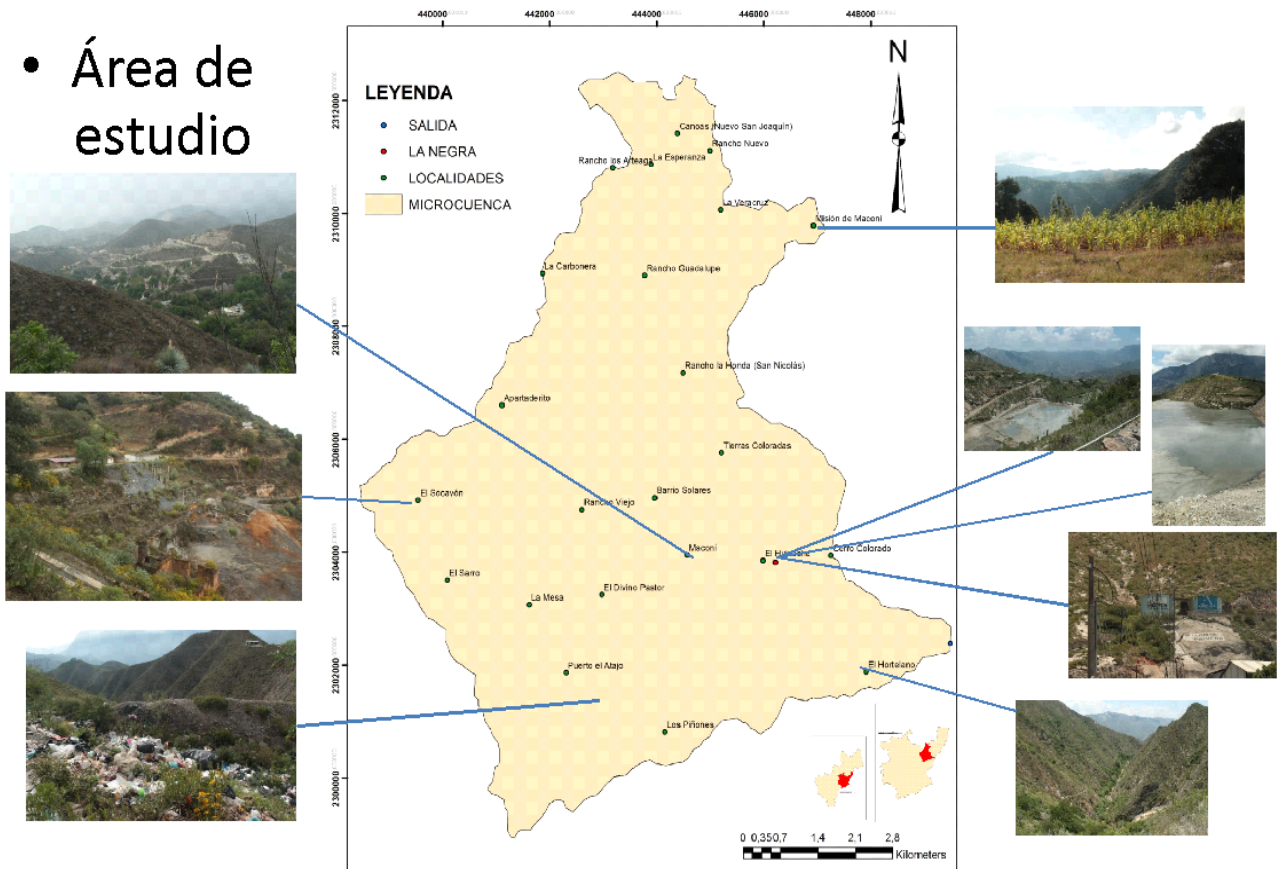 • Área de
estudio
440000 442000 444000 446000 448000
N
LEYENDA
SALIDA
LA NEGRA
LOCALIDADES
MICROCUENCA
2312000
2310000
2308000
2306000
2304000
2302000
2300000
Canoas (Nuevo San Joaquín)
Rancho Nuevo
Rancho los Arteaga
La Esperanza
La Veracruz
Misión de Maconí
La Carbonera
Rancho Guadalupe
Rancho la Honda (San Nicolás)
Apartaderito
Tierras Coloradas
El Socavón
Barrio Solares
Rancho Viejo
Maconí
Cerro Colorado
El Sarro
La Mesa
El Divino Pastor
Puerto el Atajo
El Hortelano
Los Piñones
0 0,35 0,7 1,4 2,1 2,8
Kilometers